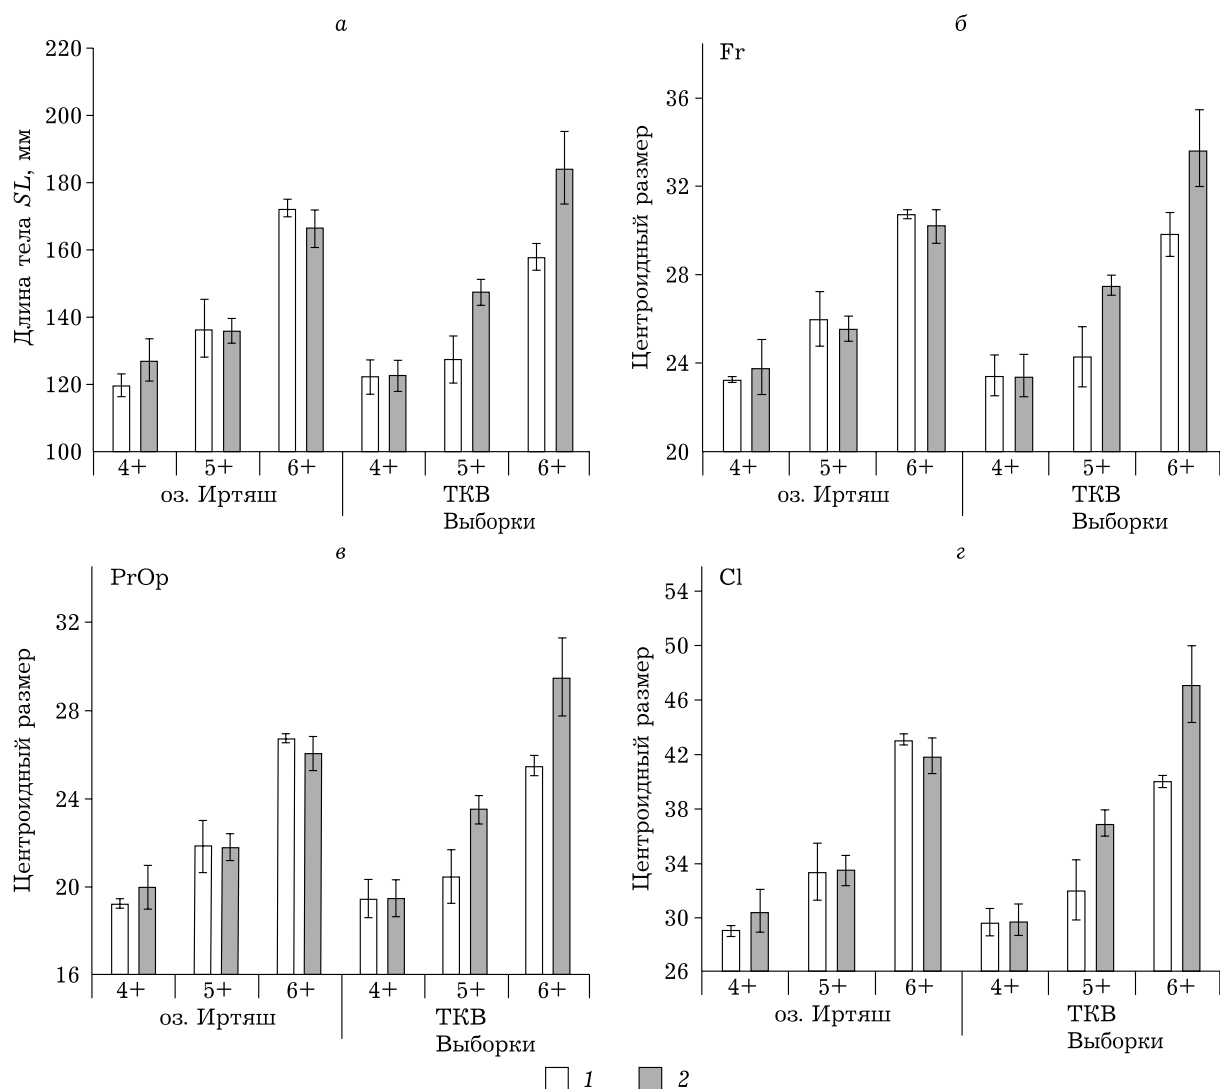 а
Длина тела SL, мм
220
200
180
160
140
120
100
4+ 5+ 6+ 4+ 5+ 6+
оз. Иртяш ТКВ
Выборки
б
Fr
Центроидный размер
36
32
28
24
20
4+ 5+ 6+ 4+ 5+ 6+
оз. Иртяш ТКВ
Выборки
в
PrOp
Центроидный размер
32
28
24
20
16
4+ 5+ 6+ 4+ 5+ 6+
оз. Иртяш ТКВ
Выборки
г
Cl
Центроидный размер
54
50
46
42
38
34
30
26
4+ 5+ 6+ 4+ 5+ 6+
оз. Иртяш ТКВ
Выборки
1 2